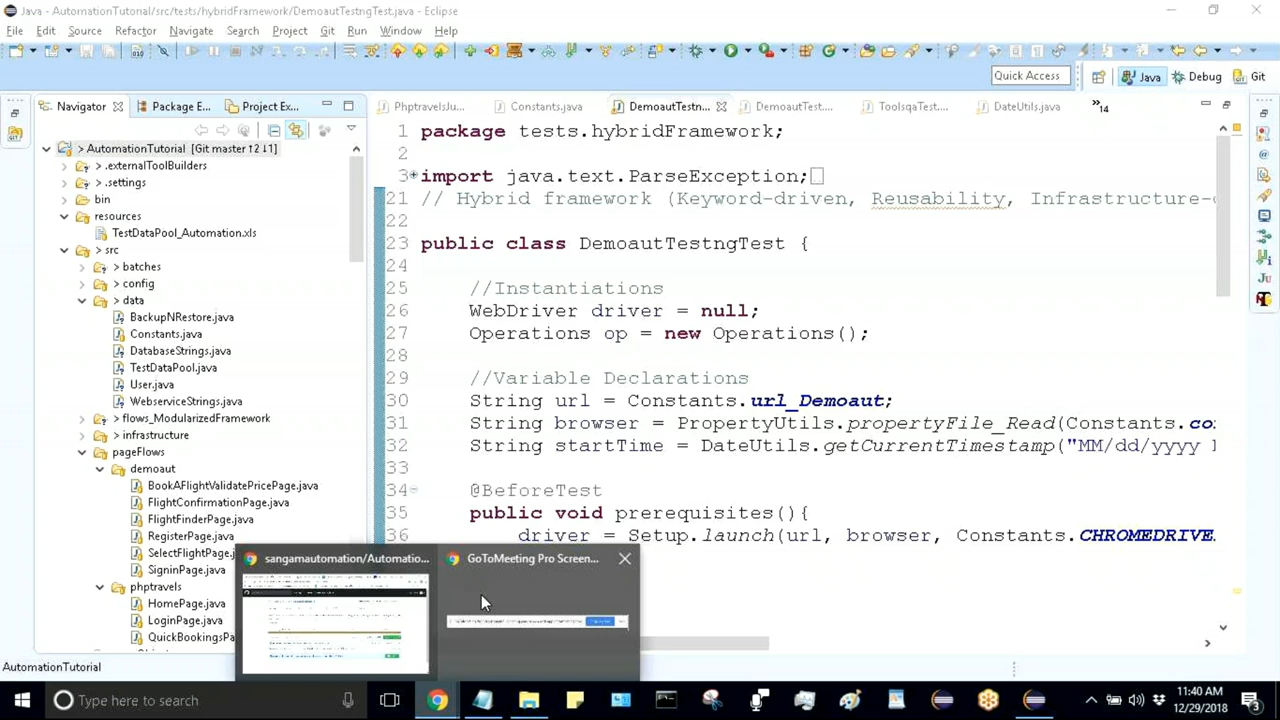 Java - AutomationTutorial/src/tests/hybridFramework/DemoautTestngTest.java - Eclipse
File Edit Source Refactor Navigate Search Project Git Run Window Help
Quick Access
Java
Debug
Git
Navigator
Package E...
Project Ex...
PhptravelsJu...
Constants.java
DemoautTestn...
DemoautTest....
ToolsqaTest....
DateUtils.java
»14
> AutomationTutorial [Git master ↑2 ↓1]
> .externalToolBuilders
> .settings
bin
resources
TestDataPool_Automation.xls
> src
> batches
> config
> data
BackupNRestore.java
Constants.java
DatabaseStrings.java
TestDataPool.java
User.java
WebserviceStrings.java
> flows_ModularizedFramework
> infrastructure
pageFlows
demoaut
BookAFlightValidatePricePage.java
FlightConfirmationPage.java
FlightFinderPage.java
RegisterPage.java
SelectFlightPage.j
SigninPage.java
phptravels
HomePage.java
LoginPage.java
QuickBookingsPa
1 package tests.hybridFramework;
2
3 import java.text.ParseException;
21 // Hybrid framework (Keyword-driven, Reusability, Infrastructure-
22
23 public class DemoautTestngTest {
24
25 //Instantiations
26 WebDriver driver = null;
27 Operations op = new Operations();
28
29 //Variable Declarations
30 String url = Constants.url_Demoaut;
31 String browser = PropertyUtils.propertyFile_Read(Constants.co
32 String startTime = DateUtils.getCurrentTimestamp("MM/dd/yyyy
33
34 @BeforeTest
35 public void prerequisites(){
36 driver = Setup.launch(url, browser, Constants.CHROMEDRIVE
sangamautomation/Automatio...
GoToMeeting Pro Screen...
AutomationTutorial
Type here to search
11:40 AM
12/29/2018
3